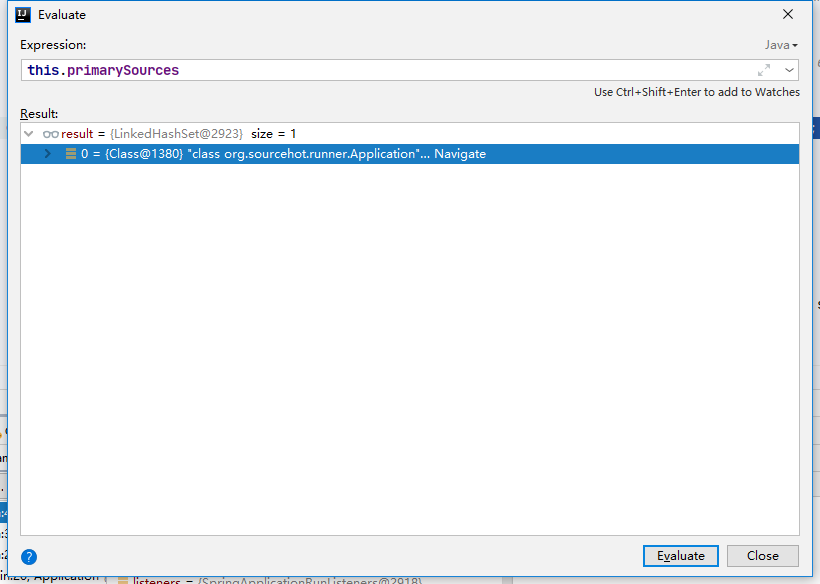 Evaluate
Expression:
Java
this.primarySources
Use Ctrl+Shift+Enter to add to Watches
Result:
result = {LinkedHashSet@2923} size = 1
0 = {Class@1380} "class org.sourcehot.runner.Application"... Navigate
Evaluate
Close
listeners = {SpringApplicationRunListeners@2918}